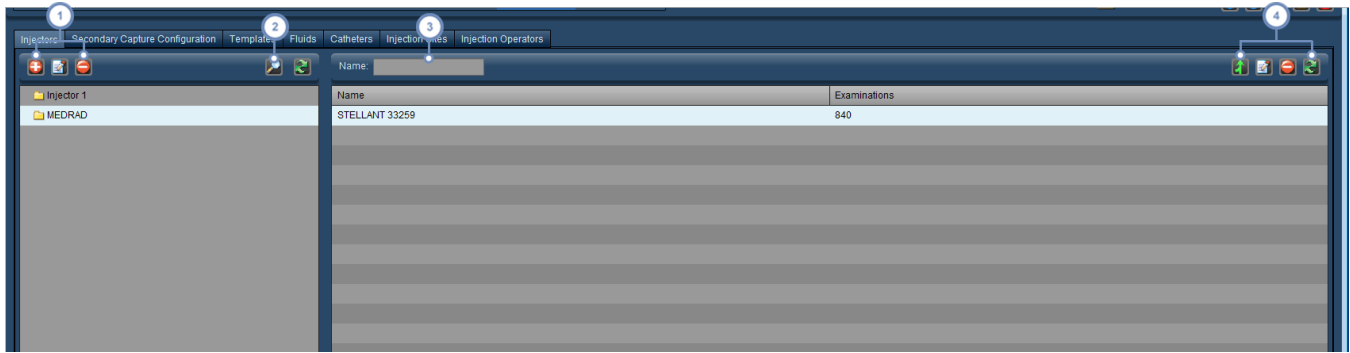 1 2 3 4
Injectors Secondary Capture Configuration Templates Fluids Catheters Injection Sites Injection Operators
Name:
Injector 1 Name Examinations
MEDRAD STELLANT 33259 840